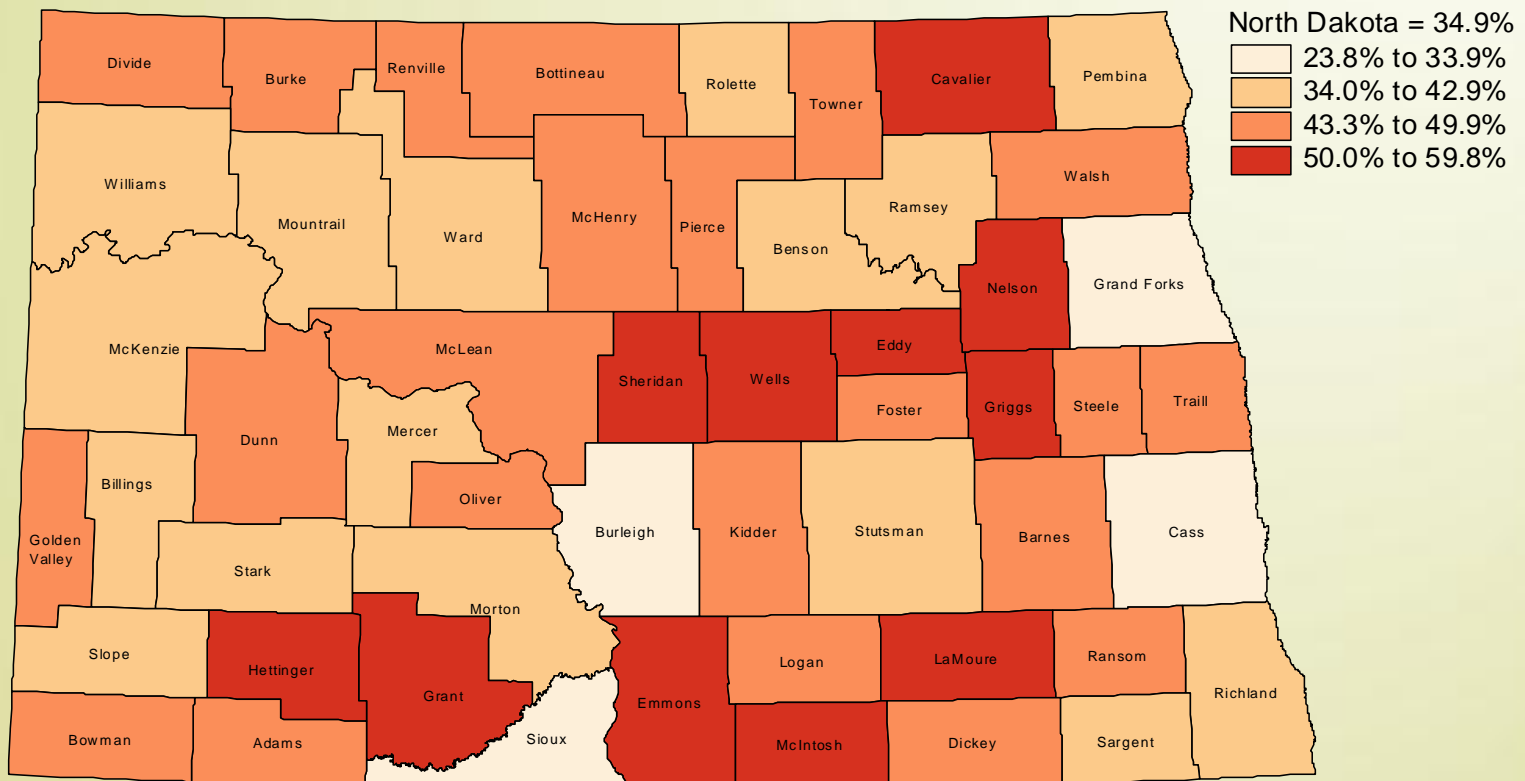 North Dakota = 34.9%
23.8% to 33.9%
34.0% to 42.9%
43.3% to 49.9%
50.0% to 59.8%
Divide
Burke
Renville
Bottineau
Rolette
Towner
Cavalier
Pembina
Williams
Mountrail
Ward
McHenry
Pierce
Benson
Ramsey
Walsh
Nelson
Grand Forks
McKenzie
Dunn
McLean
Mercer
Sheridan
Wells
Eddy
Foster
Griggs
Steele
Traill
Golden
Valley
Billings
Oliver
Burleigh
Kidder
Stutsman
Barnes
Cass
Stark
Morton
Slope
Hettinger
Grant
Emmons
Logan
LaMoure
Ransom
Richland
Bowman
Adams
Sioux
McIntosh
Dickey
Sargent